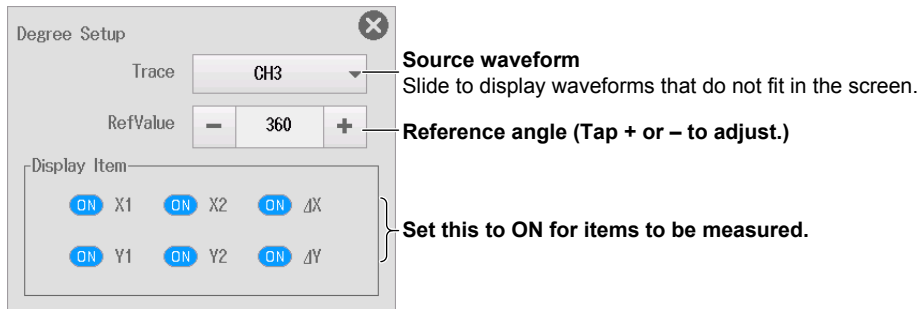 Degree Setup
Trace
CH3
Source waveform
Slide to display waveforms that do not fit in the screen.
RefValue
− 360 +
Reference angle (Tap + or – to adjust.)
Display Item
ON X1 ON X2 ON ΔX
Set this to ON for items to be measured.
ON Y1 ON Y2 ON ΔY